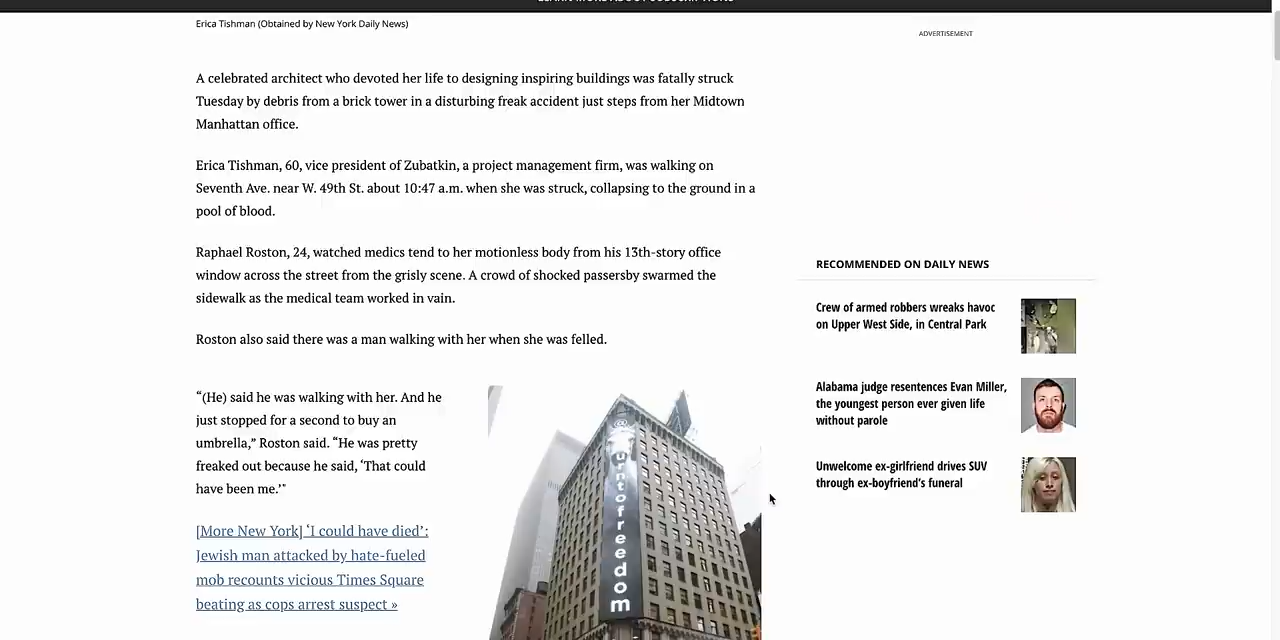 Erica Tishman (Obtained by New York Daily News)
ADVERTISEMENT
A celebrated architect who devoted her life to designing inspiring buildings was fatally struck
Tuesday by debris from a brick tower in a disturbing freak accident just steps from her Midtown
Manhattan office.
Erica Tishman, 60, vice president of Zubatkin, a project management firm, was walking on
Seventh Ave. near W. 49th St. about 10:47 a.m. when she was struck, collapsing to the ground in a
pool of blood.
Raphael Roston, 24, watched medics tend to her motionless body from his 13th-story office
window across the street from the grisly scene. A crowd of shocked passersby swarmed the
sidewalk as the medical team worked in vain.
Roston also said there was a man walking with her when she was felled.
“(He) said he was walking with her. And he
just stopped for a second to buy an
umbrella,” Roston said. “He was pretty
freaked out because he said, ‘That could
have been me.’"
[More New York] ‘I could have died’:
Jewish man attacked by hate-fueled
mob recounts vicious Times Square
beating as cops arrest suspect »
@untofreedom
RECOMMENDED ON DAILY NEWS
Crew of armed robbers wreaks havoc
on Upper West Side, in Central Park
Alabama judge resentences Evan Miller,
the youngest person ever given life
without parole
Unwelcome ex-girlfriend drives SUV
through ex-boyfriend’s funeral